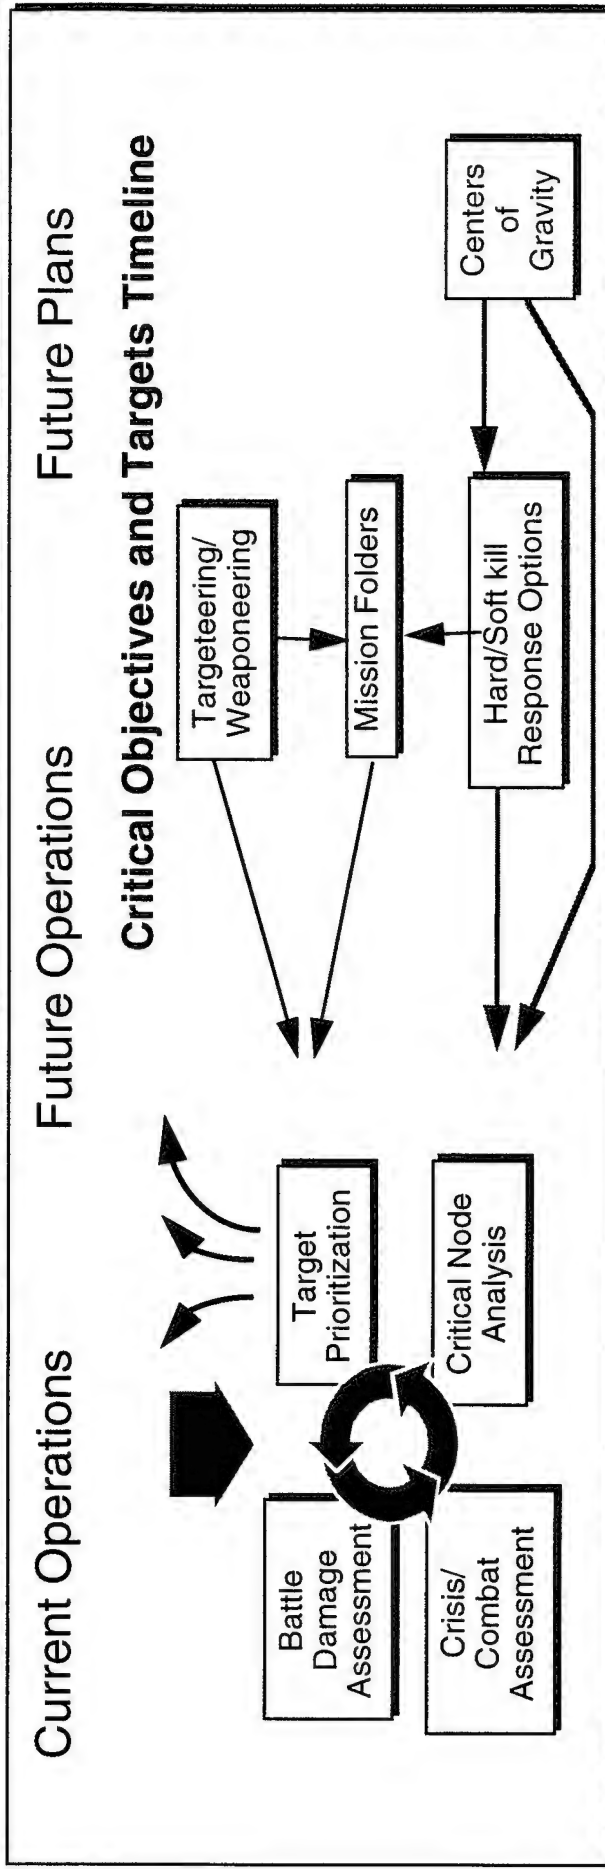 Current Operations
Future Operations
Future Plans
Critical Objectives and Targets Timeline
Battle
Damage
Assessment
Target
Prioritization
Targeteering/
Weaponeering
Mission Folders
Crisis/
Combat
Assessment
Critical Node
Analysis
Hard/Soft kill
Response Options
Centers
of
Gravity